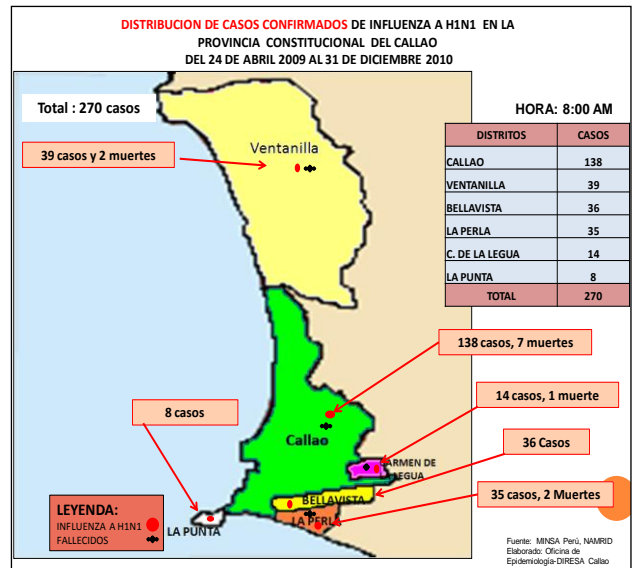 DISTRIBUCION DE CASOS CONFIRMADOS DE INFLUENZA A H1N1 EN LA
PROVINCIA CONSTITUCIONAL DEL CALLAO
DEL 24 DE ABRIL 2009 AL 31 DE DICIEMBRE 2010
Total : 270 casos
HORA: 8:00 AM
DISTRITOS CASOS
CALLAO 138
VENTANILLA 39
BELLAVISTA 36
LA PERLA 35
C. DE LA LEGUA 14
LA PUNTA 8
TOTAL 270
39 casos y 2 muertes
Ventanilla
138 casos, 7 muertes
14 casos, 1 muerte
8 casos
Callao
36 Casos
CARMEN DE
LA LEGUA
35 casos, 2 Muertes
BELLAVISTA
LA PERLA
LA PUNTA
LEYENDA:
INFLUENZA A H1N1
FALLECIDOS
Fuente: MINSA Perú, NAMRID
Elaborado: Oficina de
Epidemiologia-DIRESA Callao